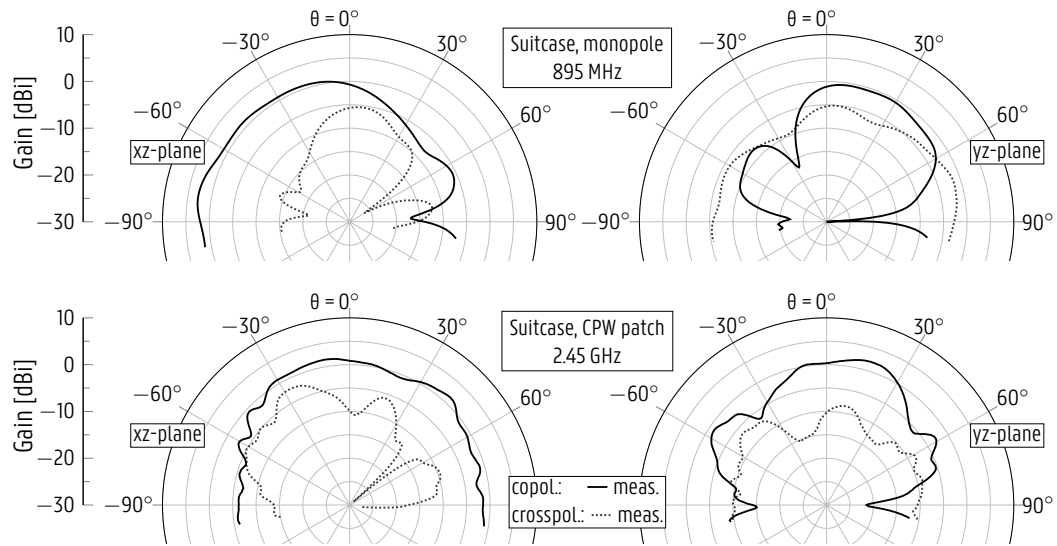 θ = 0°
−30°
30°
−60°
60°
−90°
90°
10
0
−10
−20
−30
Gain [dBi]
xz-plane
Suitcase, monopole
895 MHz
θ = 0°
−30°
30°
−60°
60°
−90°
90°
yz-plane
θ = 0°
−30°
30°
−60°
60°
−90°
10
0
−10
−20
−30
Gain [dBi]
xz-plane
Suitcase, CPW patch
2.45 GHz
θ = 0°
−30°
30°
−60°
60°
90°
yz-plane
copol.: meas.
crosspol.: meas.